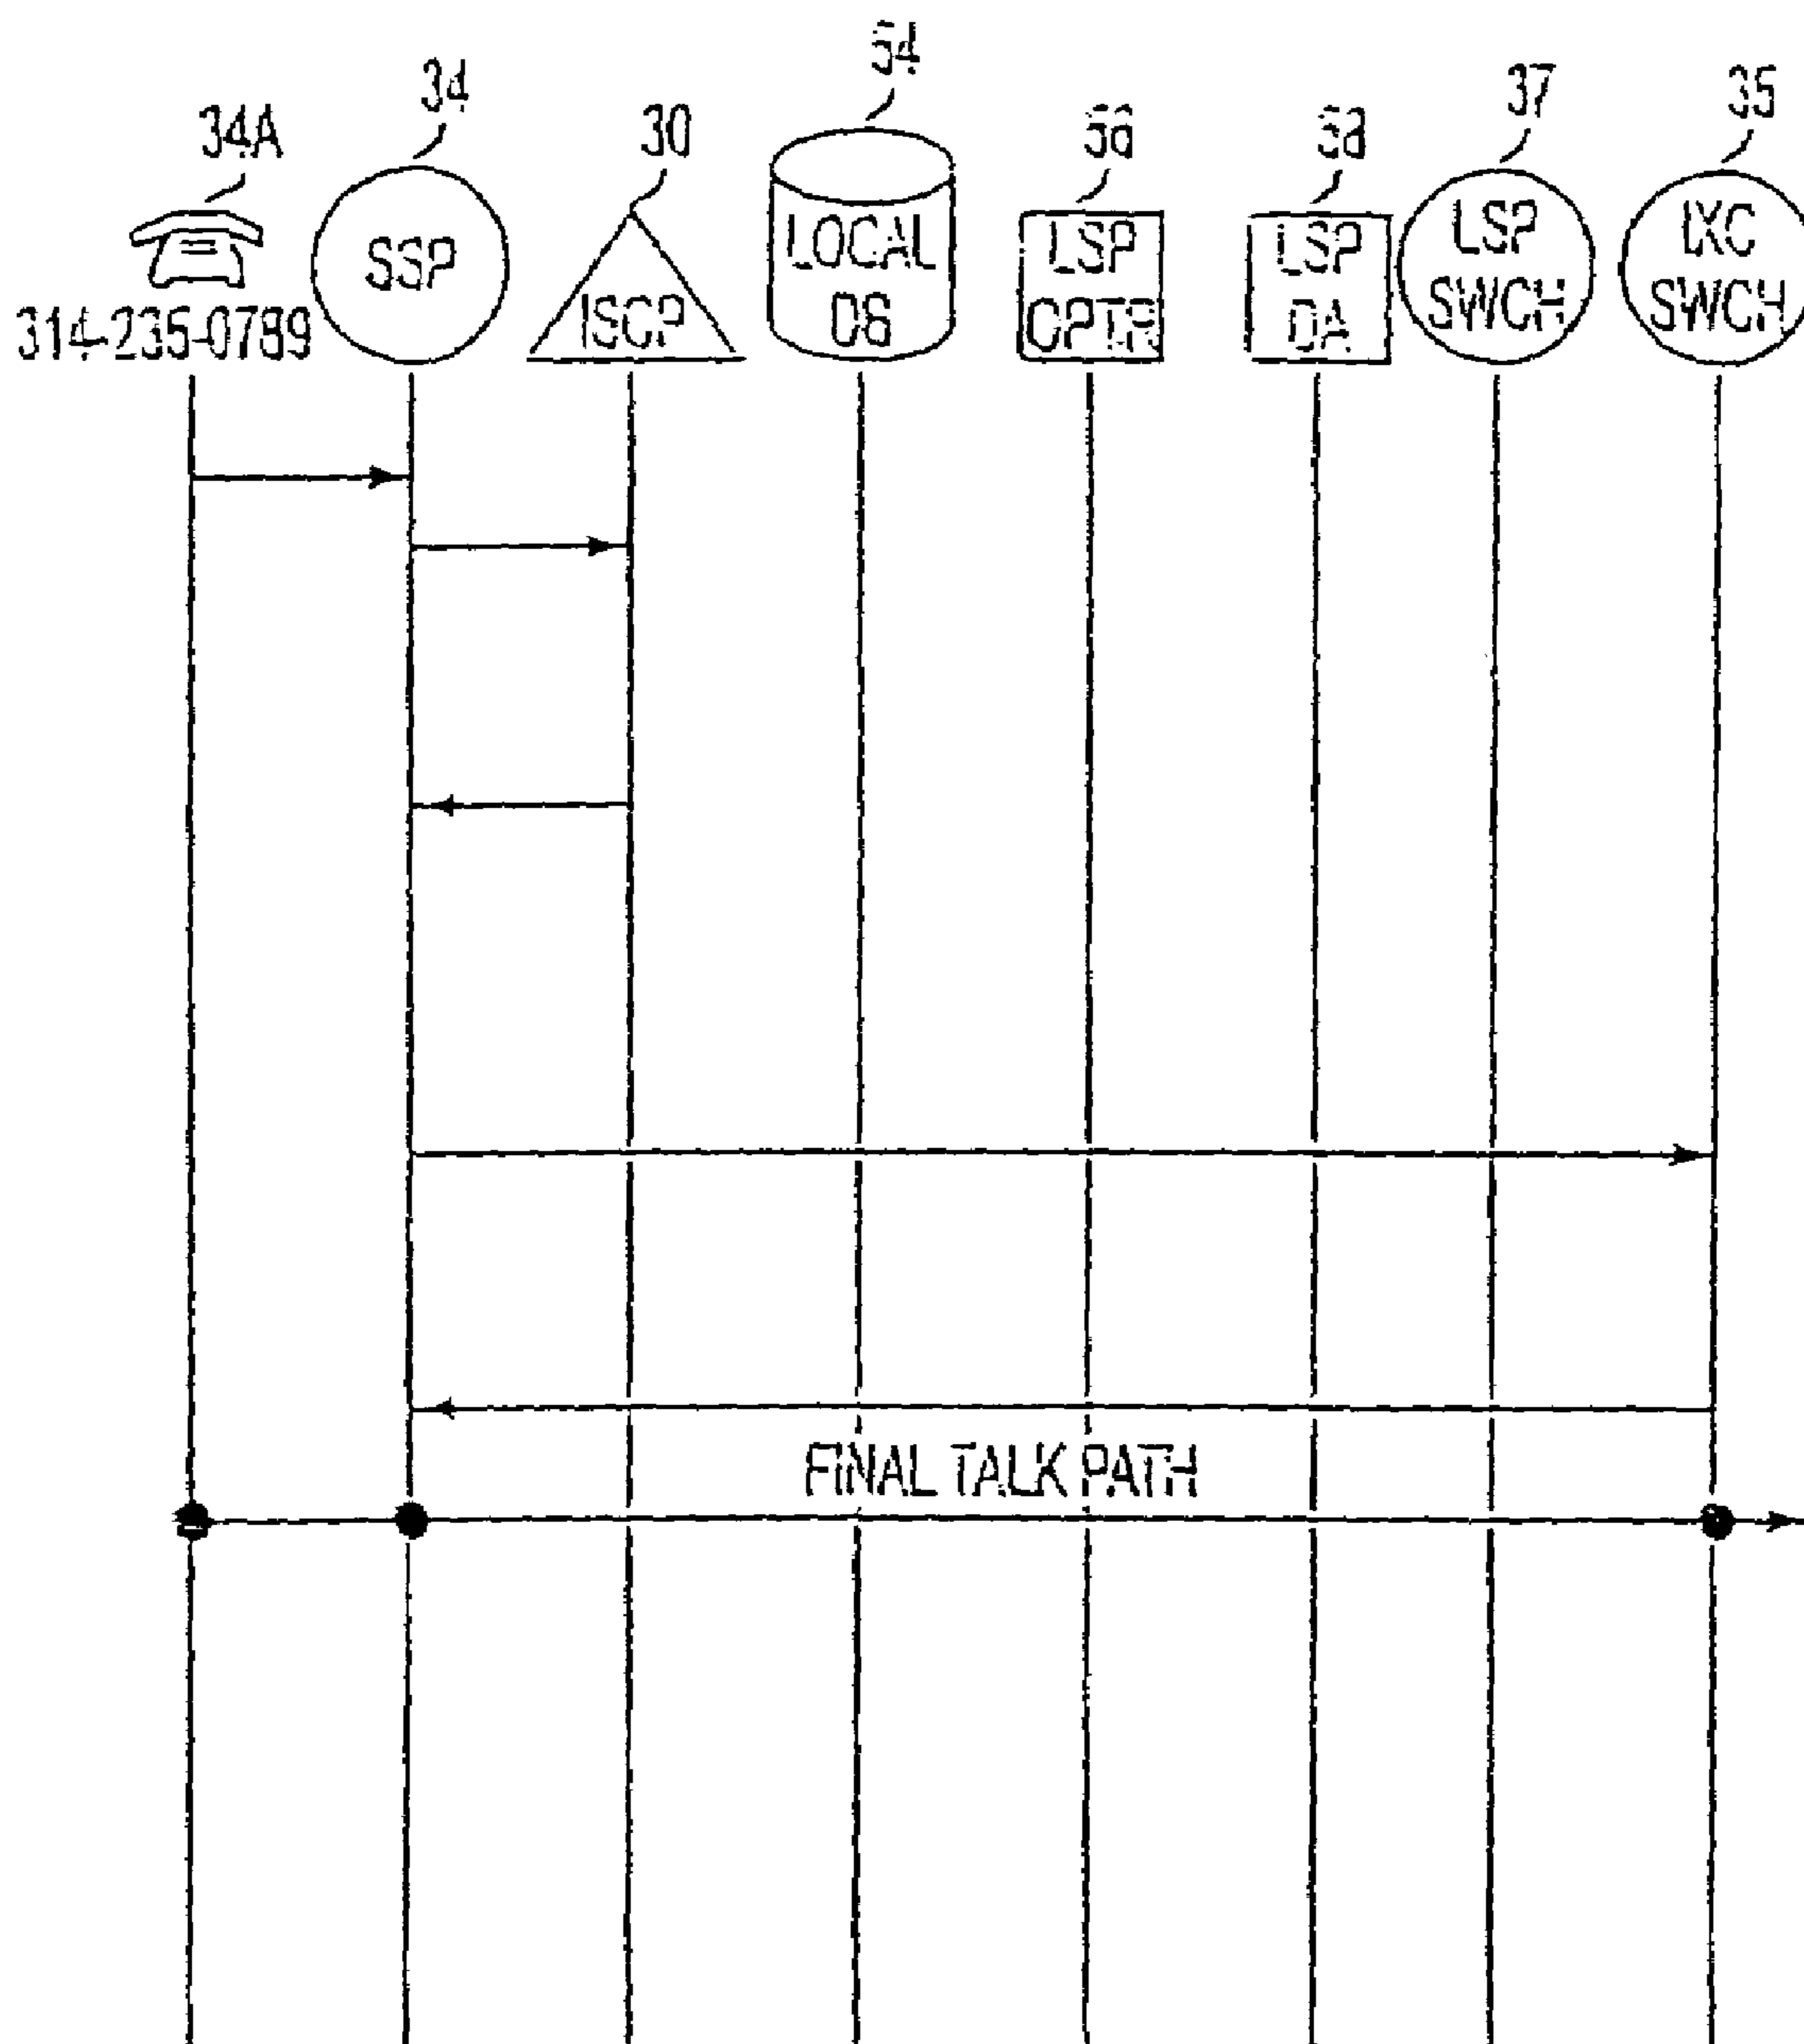 34A
34
30
54
56
58
37
35
314-235-0789
SSP
ISCP
LOCAL
DB
LSP
OPTR
LSP
DA
LSP
SWCH
IXC
SWCH
FINAL TALK PATH